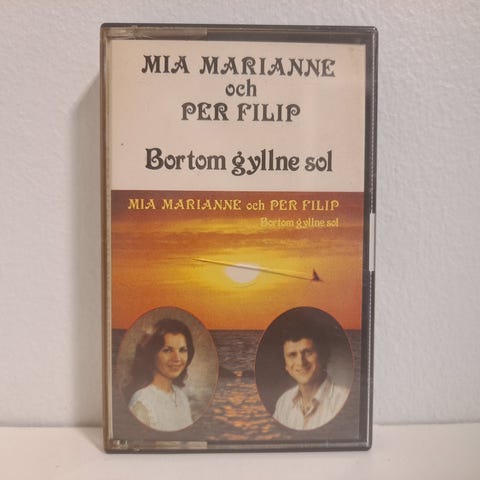 MIA MARIANNE
och
PER FILIP
Bortom gyllne sol
MIA MARIANNE och PER FILIP
Bortom gyllne sol